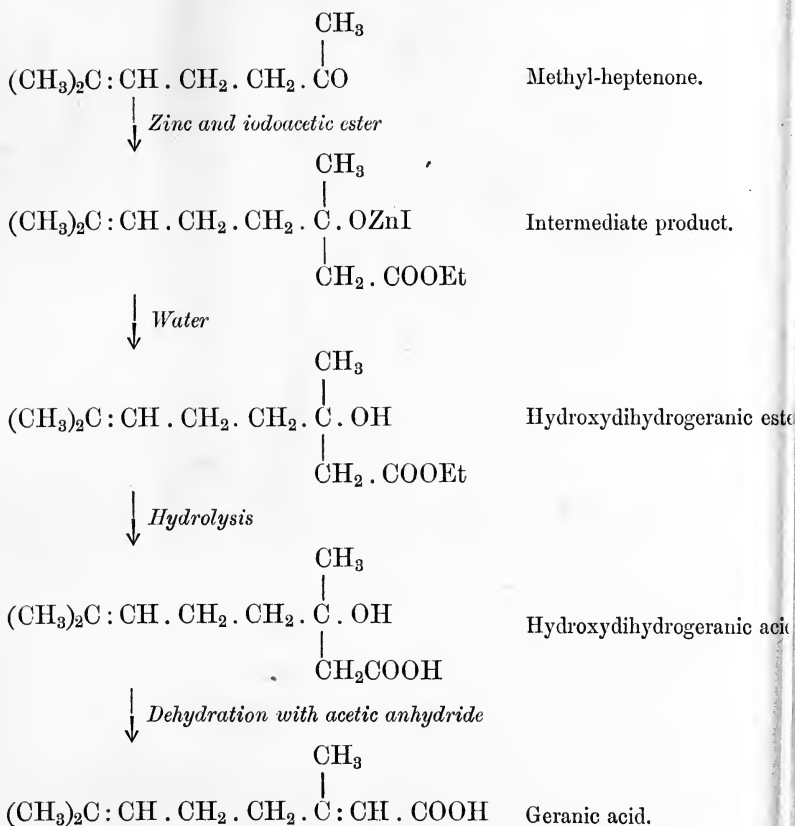 CH₃
(CH₃)₂C : CH . CH₂ . CH₂ . CO Methyl-heptenone.
Zinc and iodoacetic ester
CH₃
(CH₃)₂C : CH . CH₂ . CH₂ . C . OZnI Intermediate product.
CH₂ . COOEt
Water
CH₃
(CH₃)₂C : CH . CH₂ . CH₂ . C . OH Hydroxydihydrogeranic este
CH₂ . COOEt
Hydrolysis
CH₃
(CH₃)₂C : CH . CH₂ . CH₂ . C . OH Hydroxydihydrogeranic aci
CH₂COOH
Dehydration with acetic anhydride
CH₃
(CH₃)₂C : CH . CH₂ . CH₂ . C : CH . COOH Geranic acid.